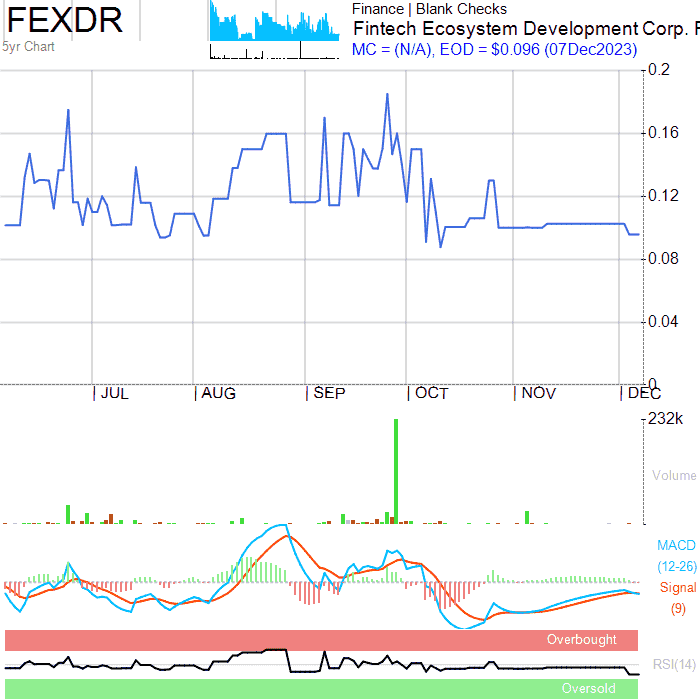 FEXDR
5yr Chart
Finance | Blank Checks
Fintech Ecosystem Development Corp. F
MC = (N/A), EOD = $0.096 (07Dec2023)
0.2
0.16
0.12
0.08
0.04
0
JUL AUG SEP OCT NOV DEC
232k
Volume
MACD
(12-26)
Signal
(9)
Overbought
RSI(14)
Oversold